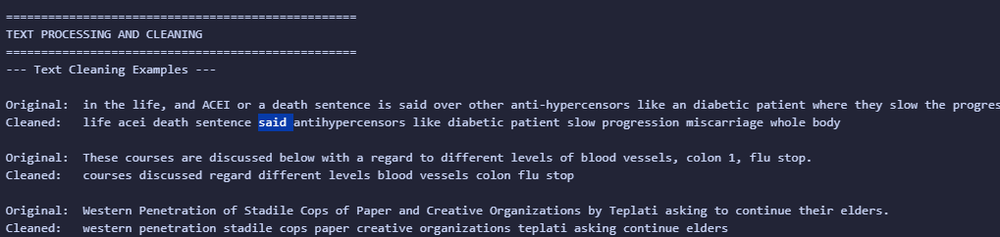 ==================================================
TEXT PROCESSING AND CLEANING
==================================================
--- Text Cleaning Examples ---
Original:  in the life, and ACEI or a death sentence is said over other anti-hypercensors like an diabetic patient where they slow the progres
Cleaned:   life acei death sentence said antihypercensors like diabetic patient slow progression miscarriage whole body
Original:  These courses are discussed below with a regard to different levels of blood vessels, colon 1, flu stop.
Cleaned:   courses discussed regard different levels blood vessels colon flu stop
Original:  Western Penetration of Stadile Cops of Paper and Creative Organizations by Teplati asking to continue their elders.
Cleaned:   western penetration stadile cops paper creative organizations teplati asking continue elders